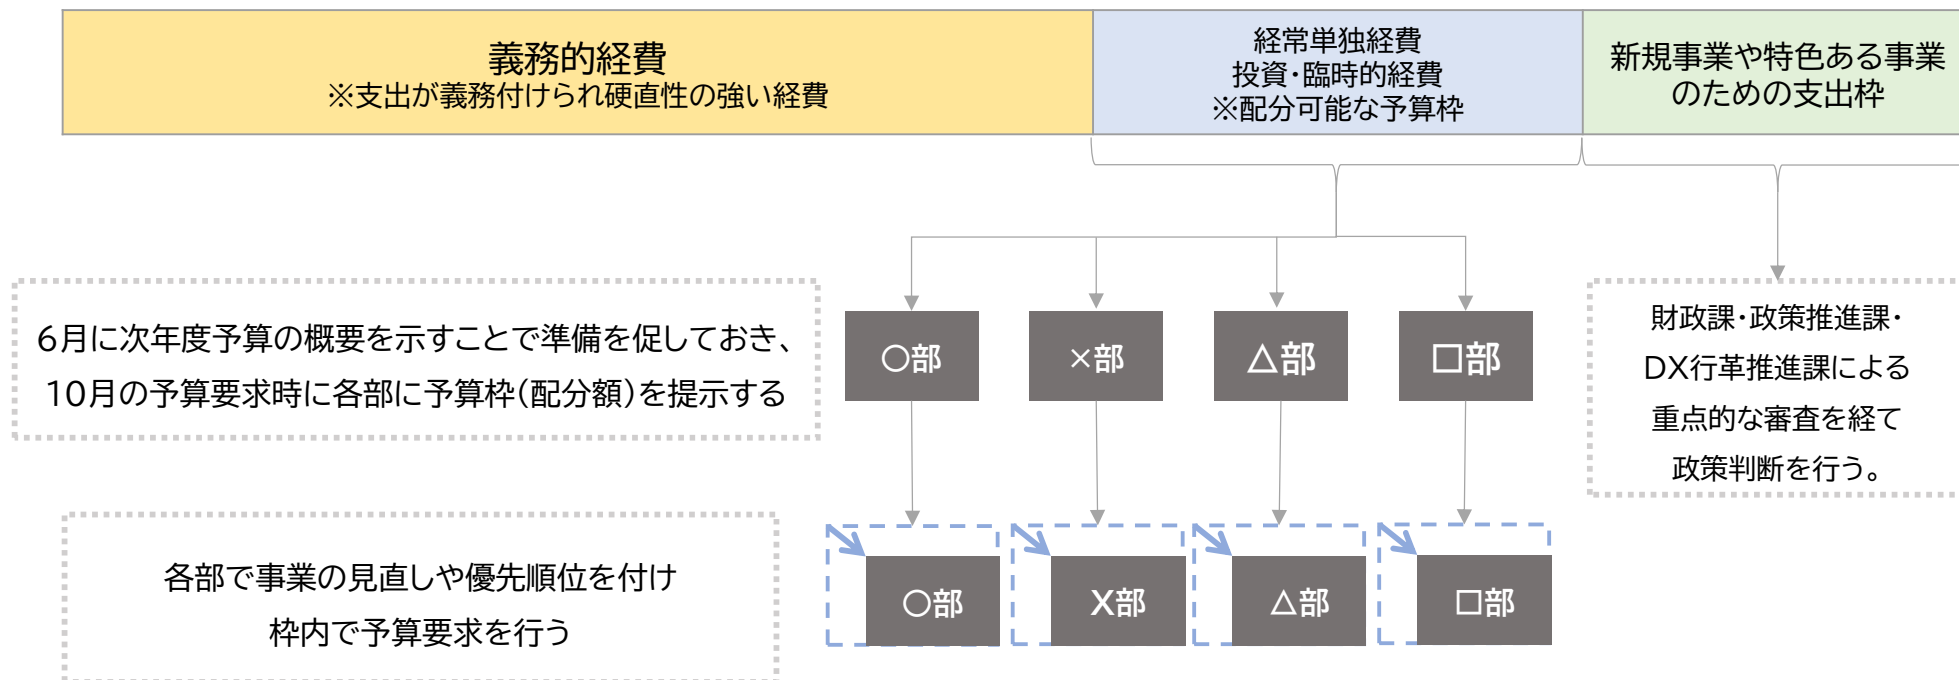 義務的経費
※支出が義務付けられ硬直性の強い経費
経常単独経費
投資・臨時的経費
※配分可能な予算枠
新規事業や特色ある事業
のための支出枠
6月に次年度予算の概要を示すことで準備を促しておき、
10月の予算要求時に各部に予算枠(配分額)を提示する
○部
×部
△部
□部
財政課・政策推進課・
DX行革推進課による
重点的な審査を経て
政策判断を行う。
各部で事業の見直しや優先順位を付け
枠内で予算要求を行う
○部
X部
△部
□部